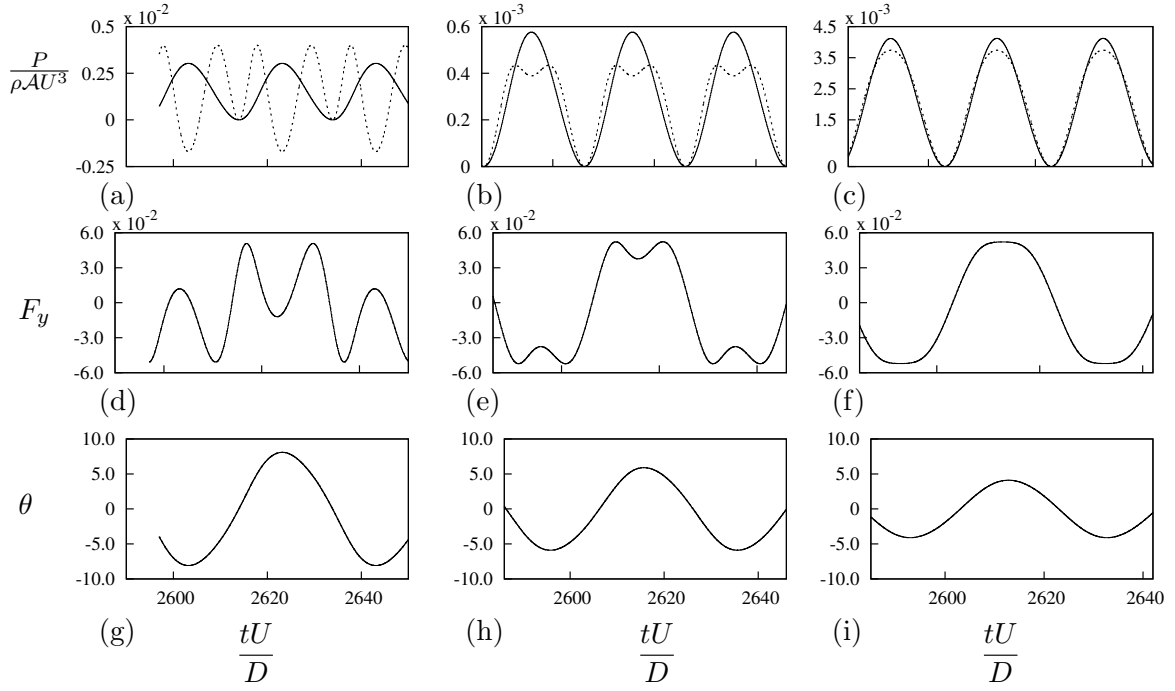 x 10-2 x 10-3 x 10-3
P/ρAU³
0.5 0.25 0 -0.25
0.6 0.4 0.2 0
2600 2620 2640
4.5 3.0 1.5 0
(a) (b) (c)
x 10-2 x 10-2 x 10-2
F_y
6.0 3.0 0 -3.0 -6.0
6.0 3.0 0 -3.0 -6.0
6.0 3.0 0 -3.0 -6.0
(d) (e) (f)
θ
10.0 5.0 0 -5.0 -10.0
10.0 5.0 0 -5.0 -10.0
10.0 5.0 0 -5.0 -10.0
2600 2620 2640 2600 2620 2640 2600 2620 2640
(g) (h) (i)
tU/D tU/D tU/D